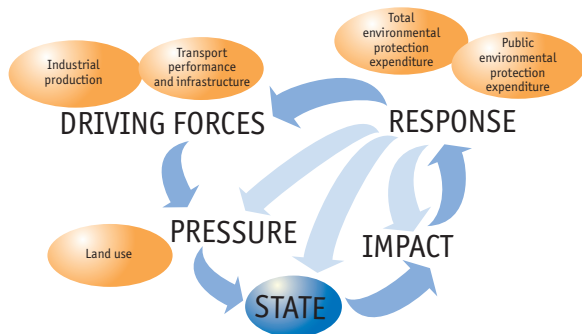 Total
environmental
protection
expenditure
Public
environmental
protection
expenditure
Industrial
production
Transport
performance
and infrastructure
DRIVING FORCES
RESPONSE
Land use
PRESSURE
IMPACT
STATE